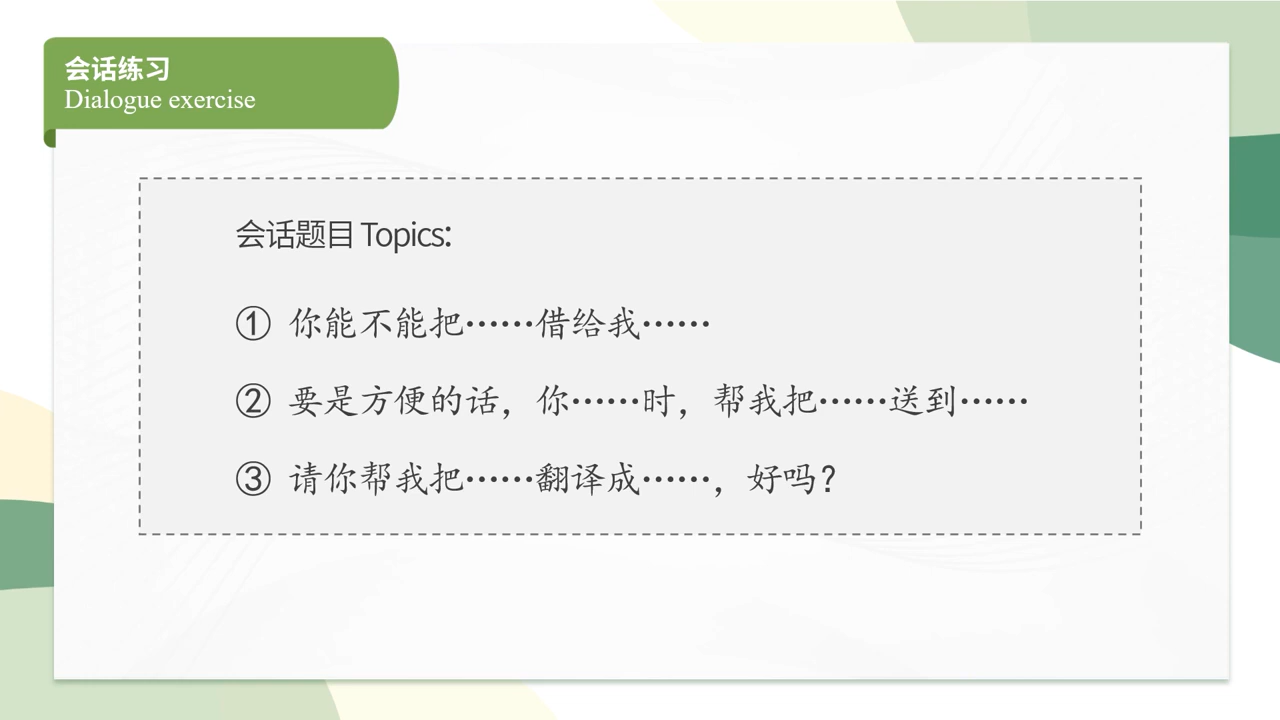 会话练习
Dialogue exercise
会话题目 Topics:
① 你能不能把……借给我……
② 要是方便的话，你……时，帮我把……送到……
③ 请你帮我把……翻译成……，好吗？